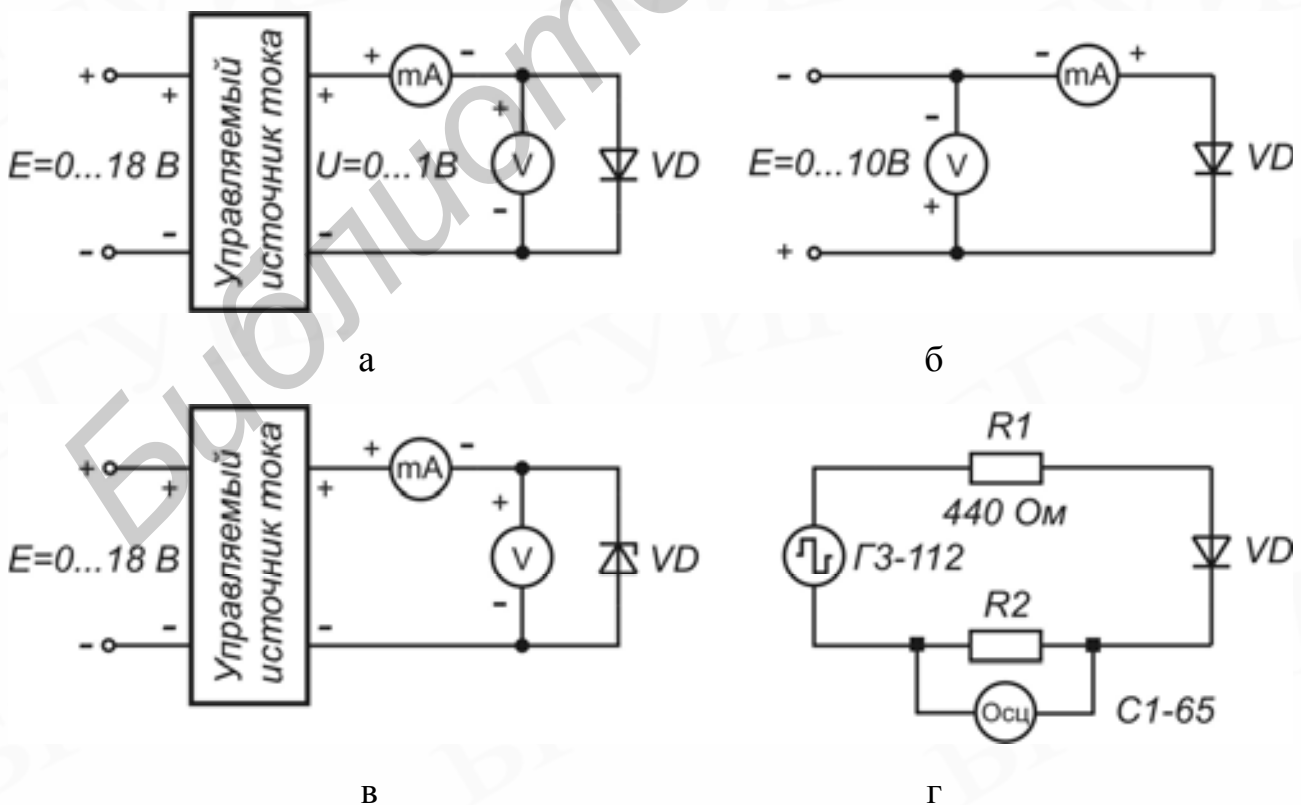 Управляемый
источник тока
+ mA -
+ + + +
E=0...18 В U=0...1В V VD
- - - -
а
- - mA +
-
E=0...10В V VD
+ +
б
Управляемый
источник тока
+ mA -
+ + + +
E=0...18 В V VD
- - - -
в
R1
440 Ом
Г3-112 VD
R2
Осц С1-65
г
Библиот